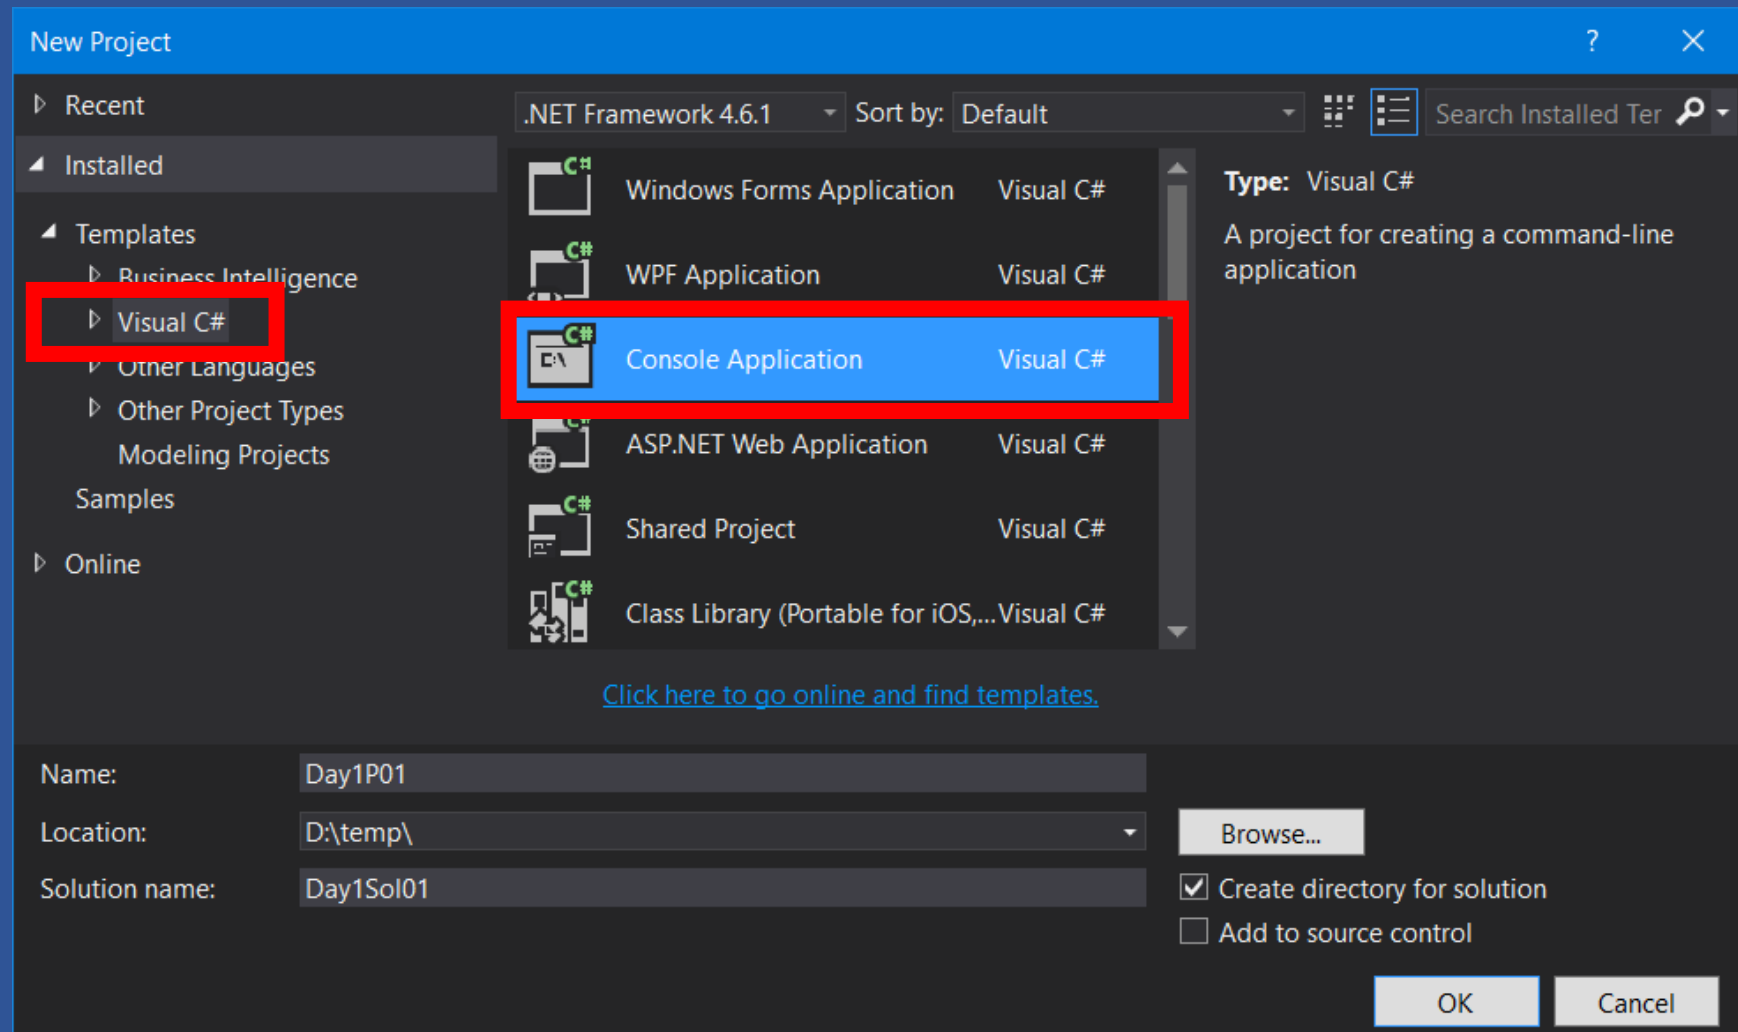 New Project
?
Recent
.NET Framework 4.6.1 Sort by: Default Search Installed Ter
Installed
Templates
Business Intelligence
Visual C#
Other Languages
Other Project Types
Modeling Projects
Samples
Online
C# Windows Forms Application Visual C#
C# WPF Application Visual C#
C# C:\ Console Application Visual C#
C# ASP.NET Web Application Visual C#
C# Shared Project Visual C#
C# Class Library (Portable for iOS,... Visual C#
Type: Visual C#
A project for creating a command-line
application
Click here to go online and find templates.
Name: Day1P01
Location: D:\temp\ Browse...
Solution name: Day1Sol01 Create directory for solution
Add to source control
OK Cancel